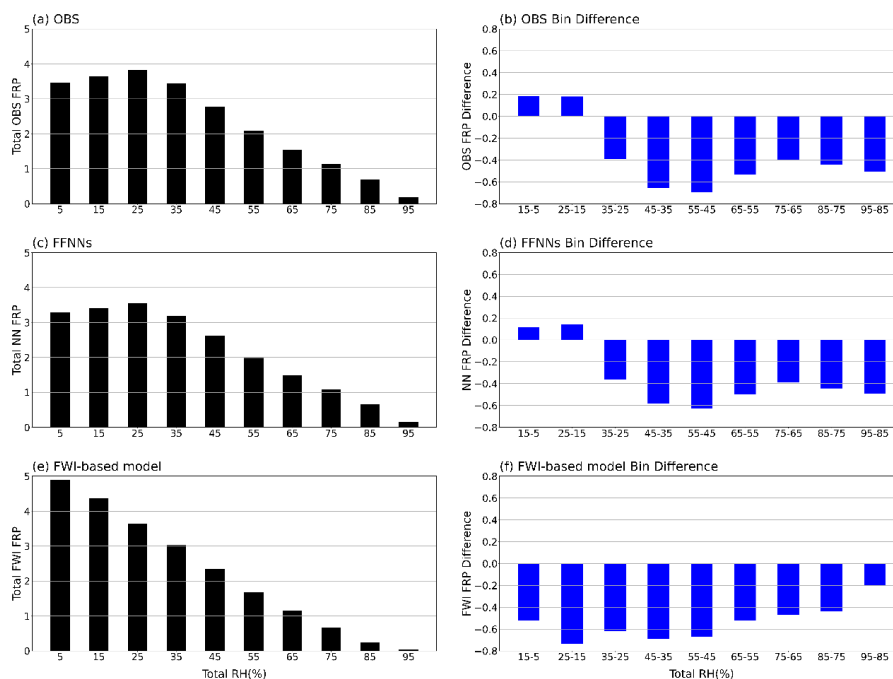 (a) OBS
5
4
3
2
1
0
Total OBS FRP
5 15 25 35 45 55 65 75 85 95
(b) OBS Bin Difference
0.8
0.6
0.4
0.2
0.0
−0.2
−0.4
−0.6
−0.8
OBS FRP Difference
15-5 25-15 35-25 45-35 55-45 65-55 75-65 85-75 95-85
(c) FFNNs
5
4
3
2
1
0
Total NN FRP
5 15 25 35 45 55 65 75 85 95
(d) FFNNs Bin Difference
0.8
0.6
0.4
0.2
0.0
−0.2
−0.4
−0.6
−0.8
NN FRP Difference
15-5 25-15 35-25 45-35 55-45 65-55 75-65 85-75 95-85
(e) FWI-based model
5
4
3
2
1
0
Total FWI FRP
5 15 25 35 45 55 65 75 85 95
Total RH(%)
(f) FWI-based model Bin Difference
0.8
0.6
0.4
0.2
0.0
−0.2
−0.4
−0.6
−0.8
FWI FRP Difference
15-5 25-15 35-25 45-35 55-45 65-55 75-65 85-75 95-85
Total RH(%)